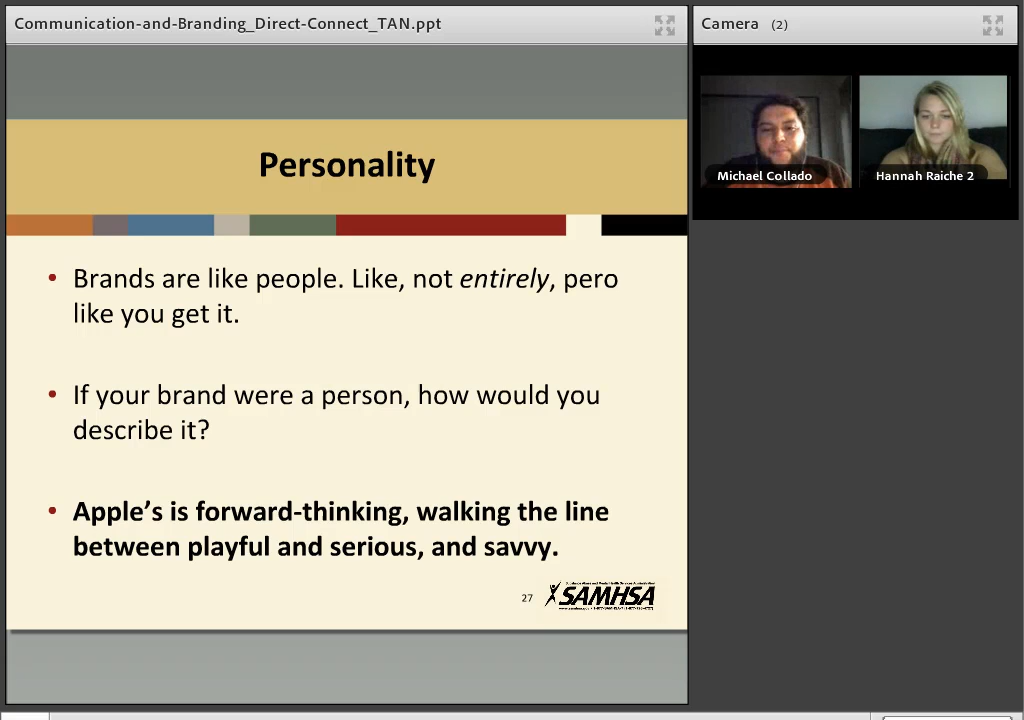 Communication-and-Branding_Direct-Connect_TAN.ppt
Camera (2)
Michael Collado
Hannah Raiche 2
Personality
• Brands are like people. Like, not entirely, pero
like you get it.
• If your brand were a person, how would you
describe it?
• Apple's is forward-thinking, walking the line
between playful and serious, and savvy.
27
SAMHSA